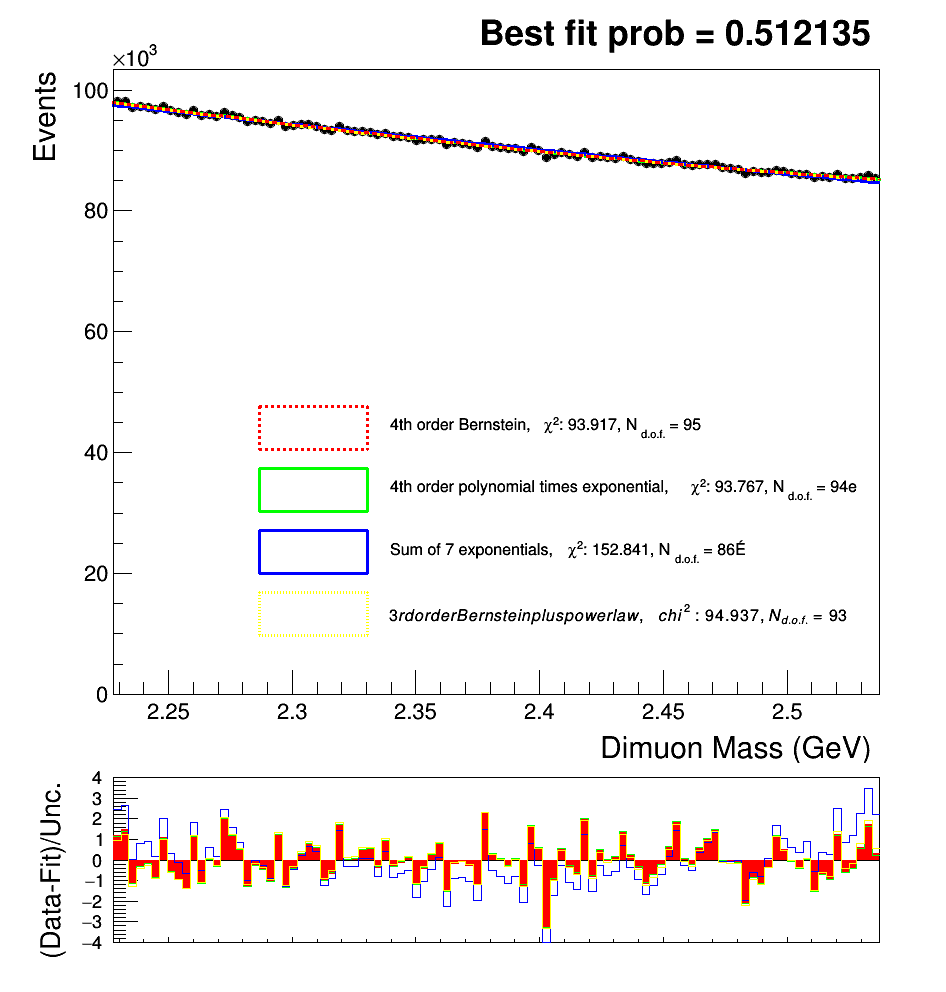 Best fit prob = 0.512135
×10³
Events
100
80
60
40
20
0
4th order Bernstein, χ²: 93.917, N d.o.f. = 95
4th order polynomial times exponential, χ²: 93.767, N d.o.f. = 94e
Sum of 7 exponentials, χ²: 152.841, N d.o.f. = 86É
3rdorderBernsteinpluspowerlaw, chi² : 94.937, N d.o.f. = 93
2.25 2.3 2.35 2.4 2.45 2.5
Dimuon Mass (GeV)
(Data-Fit)/Unc.
4
3
2
1
0
−1
−2
−3
−4